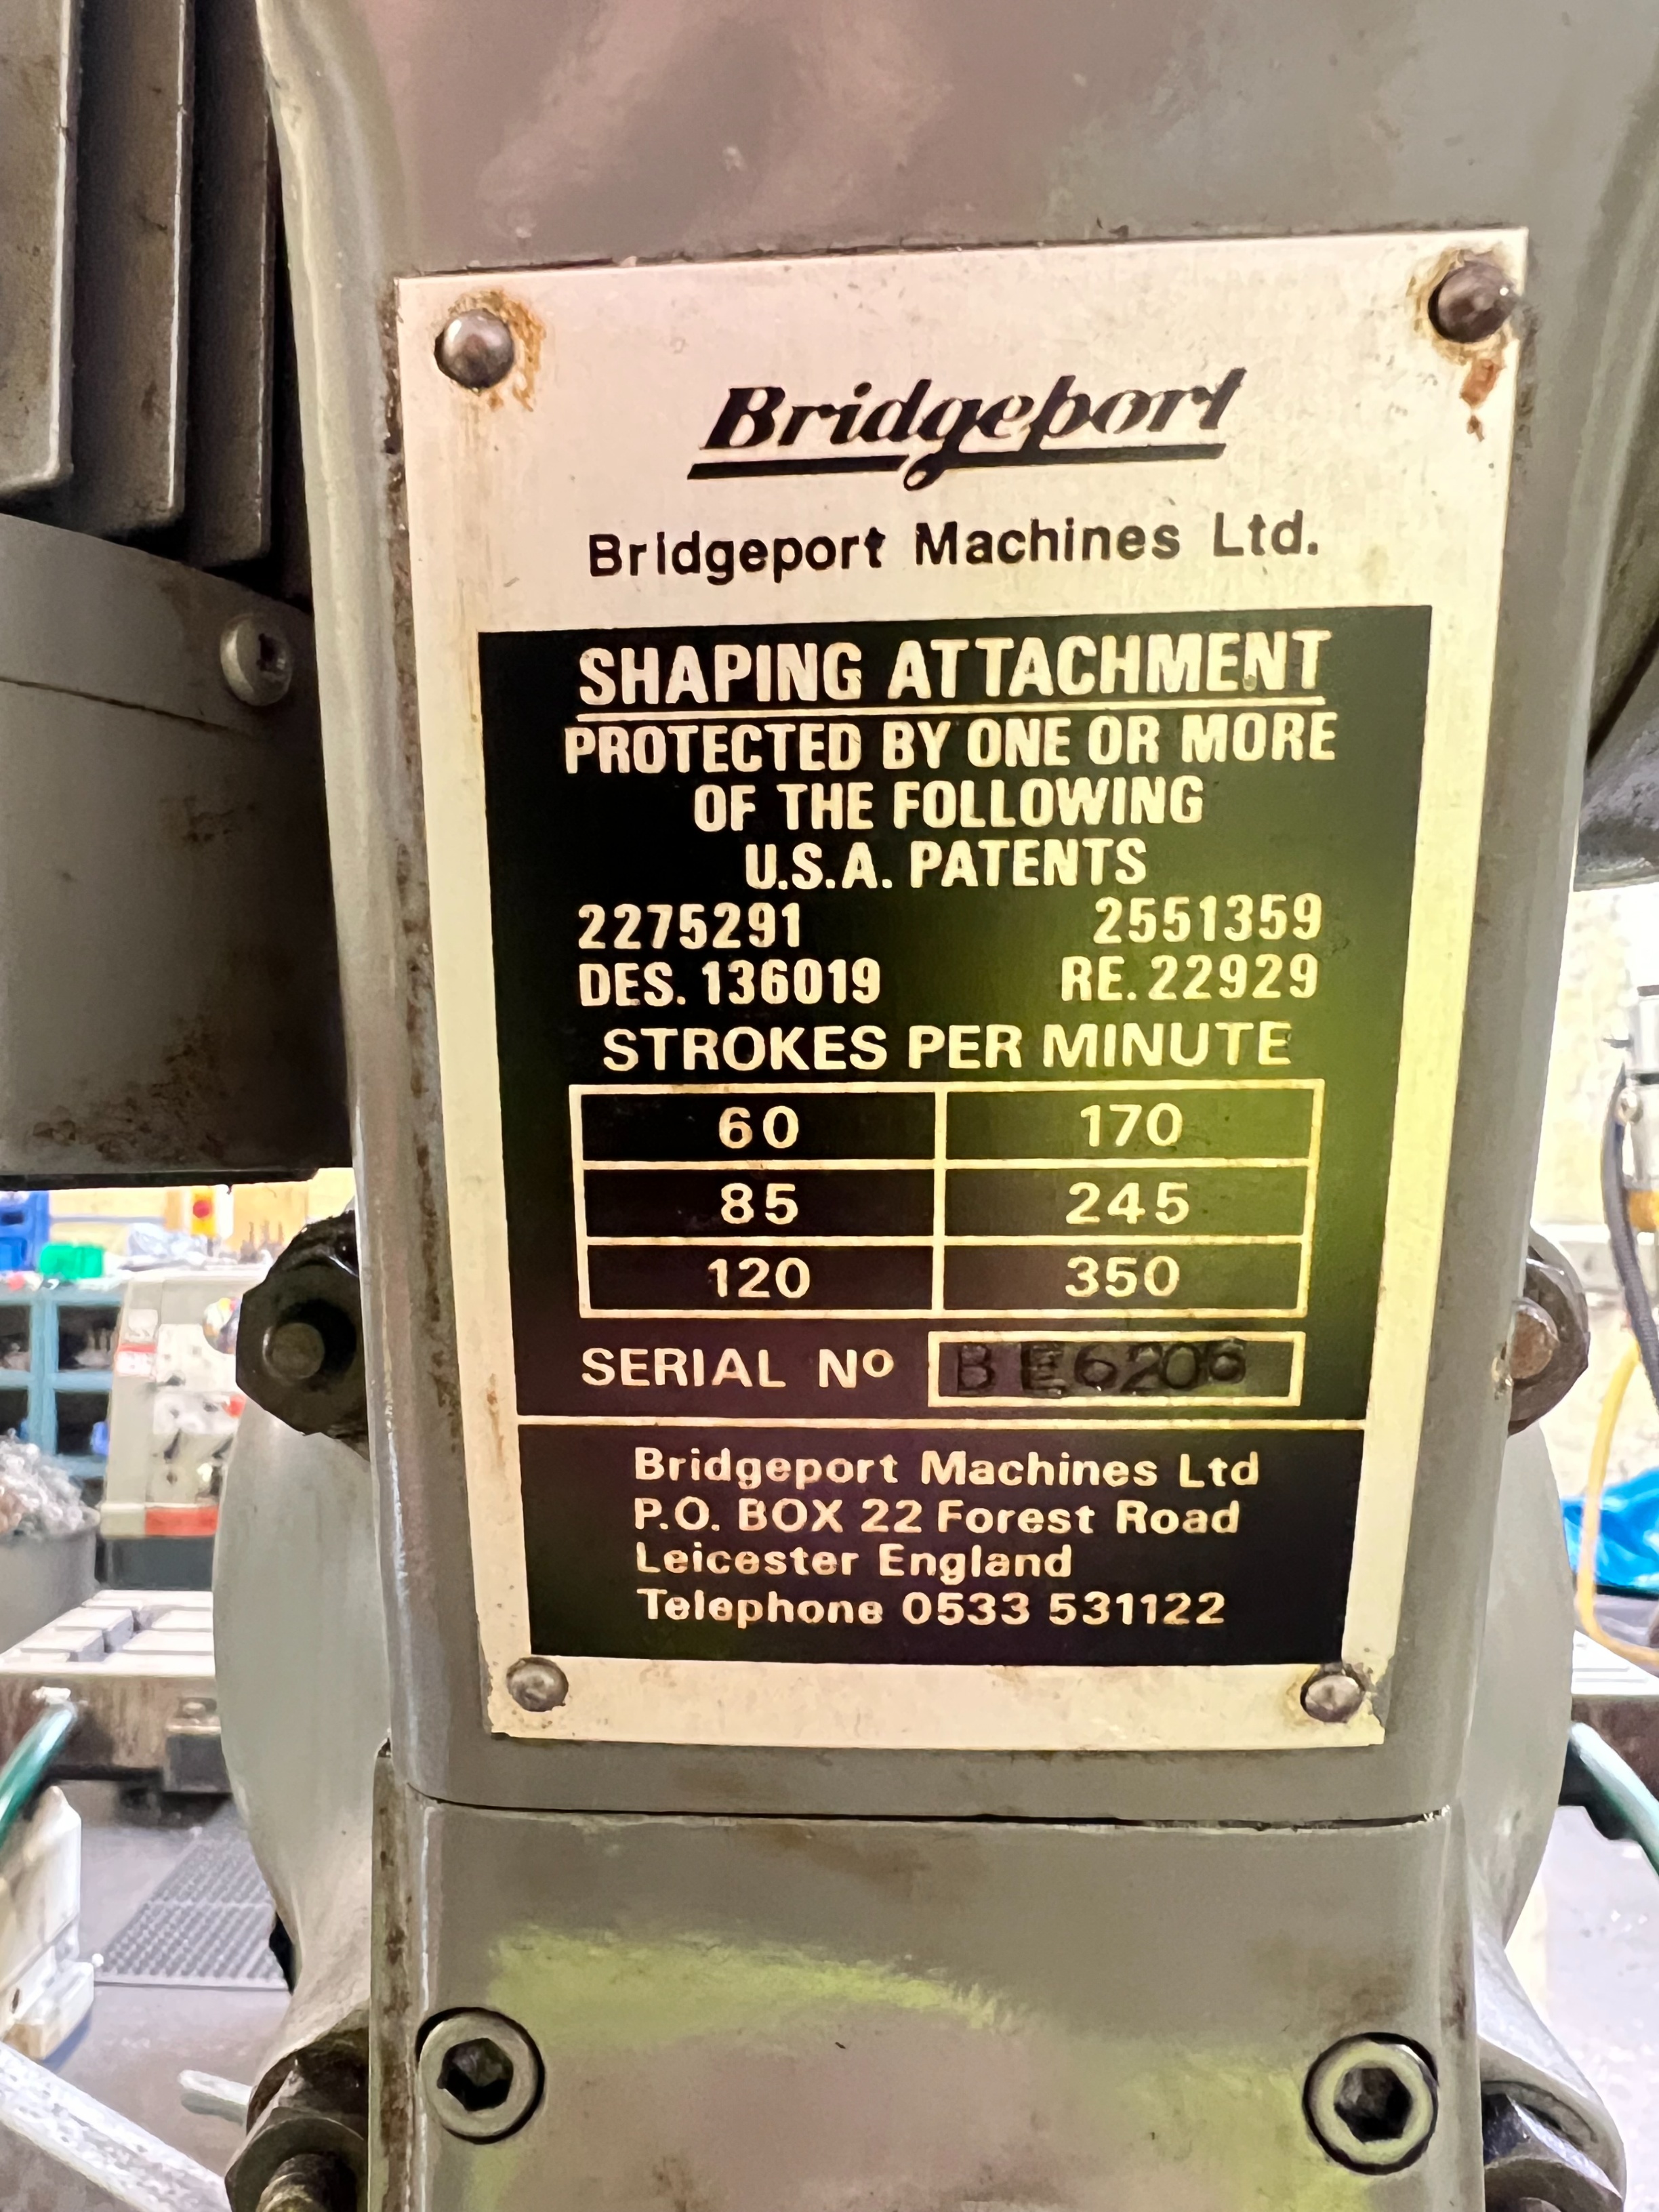 Bridgeport
Bridgeport Machines Ltd.
SHAPING ATTACHMENT
PROTECTED BY ONE OR MORE
OF THE FOLLOWING
U.S.A. PATENTS
2275291 2551359
DES. 136019 RE. 22929
STROKES PER MINUTE
60 170
85 245
120 350
SERIAL Nº BE6206
Bridgeport Machines Ltd
P.O. BOX 22 Forest Road
Leicester England
Telephone 0533 531122